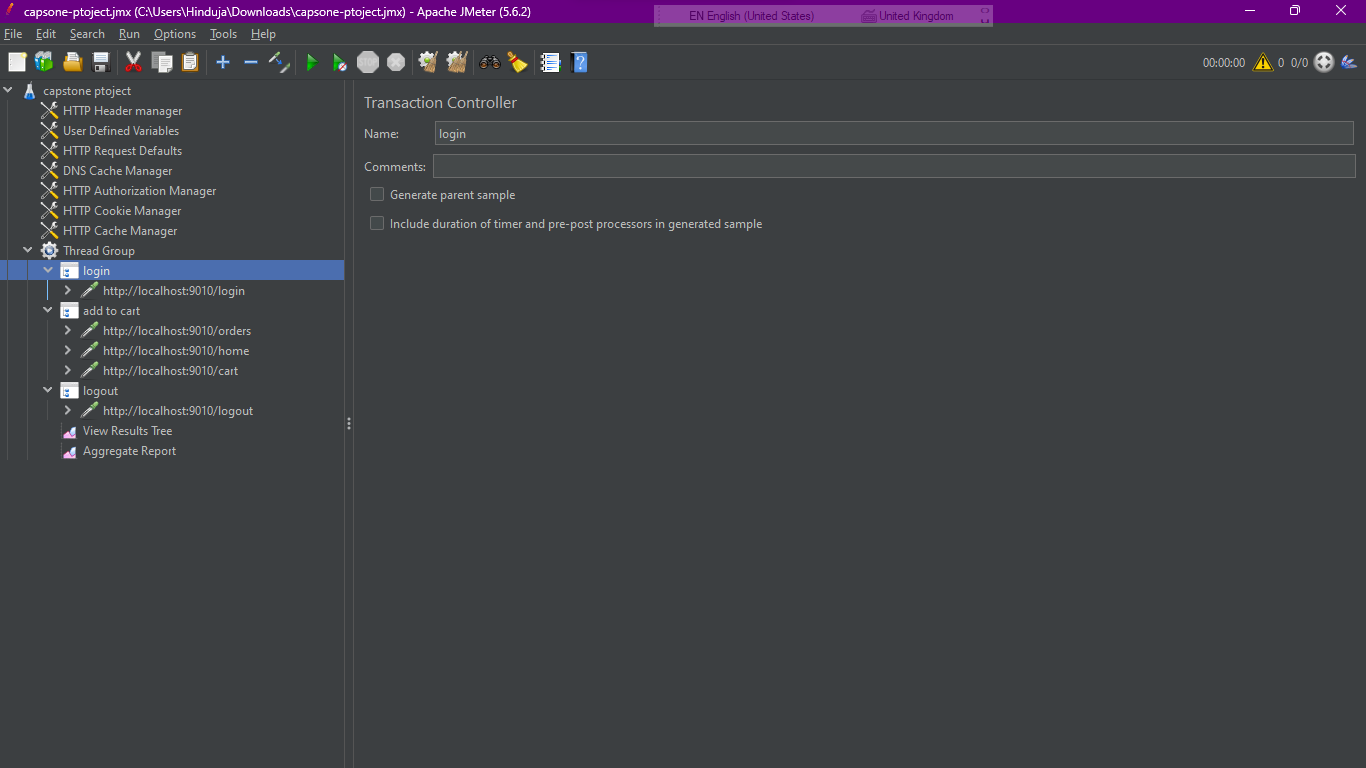 capsone-ptoject.jmx (C:\Users\Hinduja\Downloads\capsone-ptoject.jmx) - Apache JMeter (5.6.2)
EN English (United States) United Kingdom
File Edit Search Run Options Tools Help
STOP
00:00:00 0 0/0
capstone ptoject
HTTP Header manager
User Defined Variables
HTTP Request Defaults
DNS Cache Manager
HTTP Authorization Manager
HTTP Cookie Manager
HTTP Cache Manager
Thread Group
login
http://localhost:9010/login
add to cart
http://localhost:9010/orders
http://localhost:9010/home
http://localhost:9010/cart
logout
http://localhost:9010/logout
View Results Tree
Aggregate Report
Transaction Controller
Name: login
Comments:
Generate parent sample
Include duration of timer and pre-post processors in generated sample